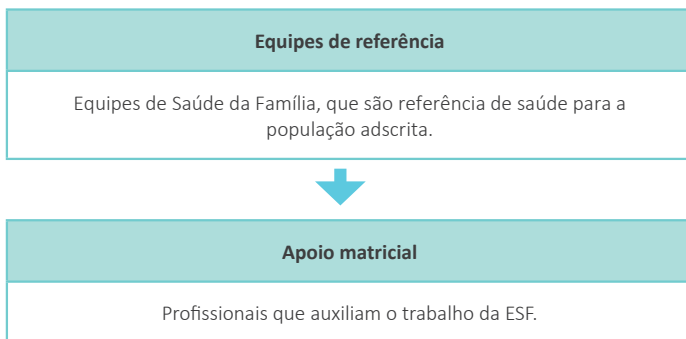 Equipes de referência
Equipes de Saúde da Família, que são referência de saúde para a
população adscrita.
Apoio matricial
Profissionais que auxiliam o trabalho da ESF.